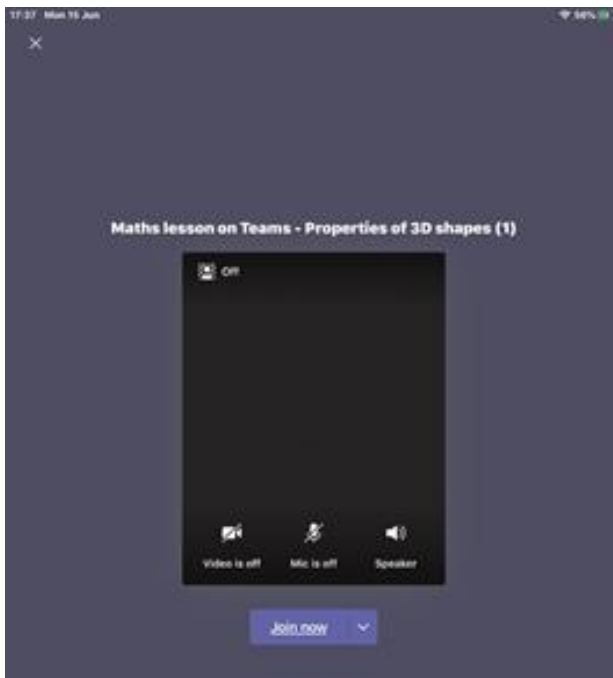 17:37 Mon 15 Jun 56%
Maths lesson on Teams - Properties of 3D shapes (1)
Off
Video is off Mic is off Speaker
Join now